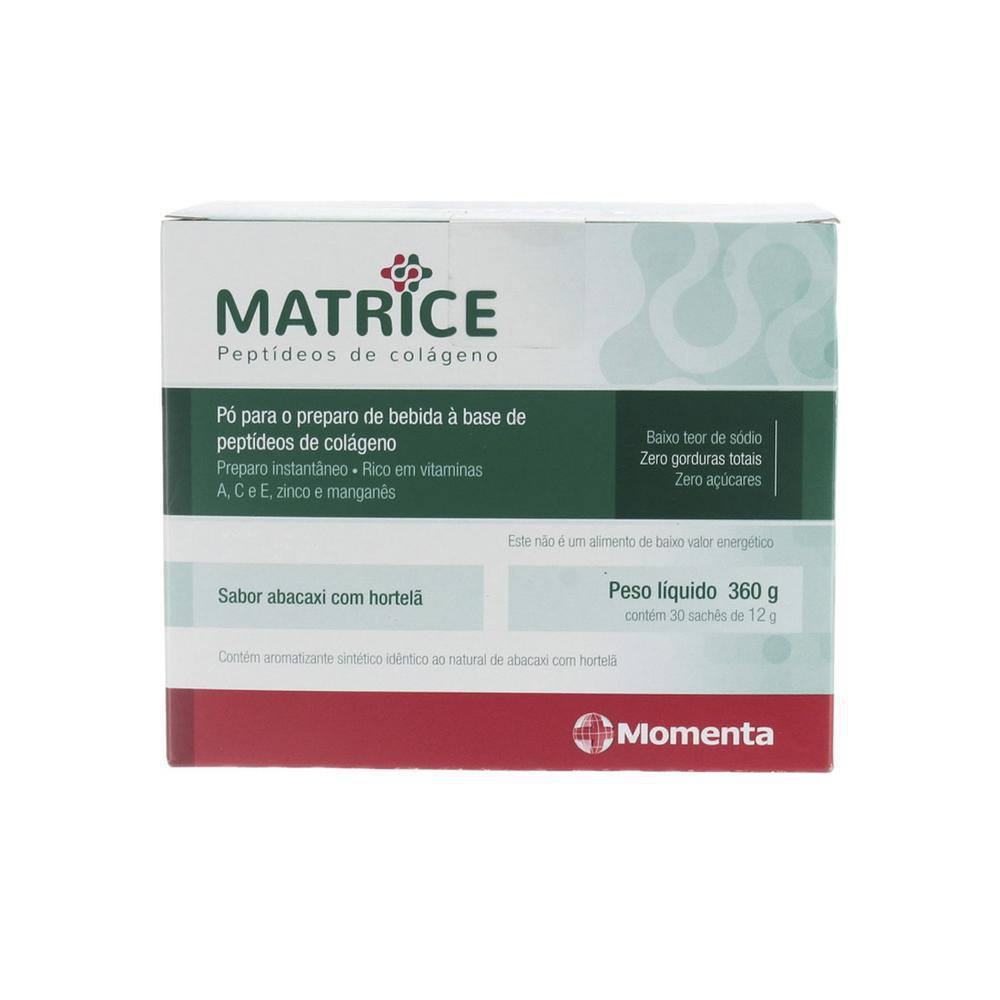 MATRICE
Peptídeos de colágeno
Pó para o preparo de bebida à base de
peptídeos de colágeno
Preparo instantâneo • Rico em vitaminas
A, C e E, zinco e manganês
Baixo teor de sódio
Zero gorduras totais
Zero açúcares
Este não é um alimento de baixo valor energético
Sabor abacaxi com hortelã
Peso líquido 360 g
contém 30 sachês de 12 g
Contém aromatizante sintético idêntico ao natural de abacaxi com hortelã
Momenta